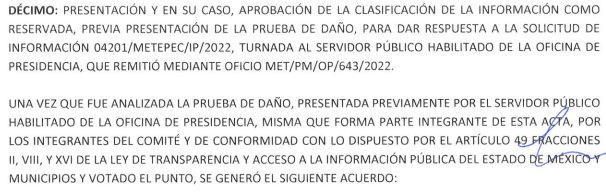 DÉCIMO: PRESENTACIÓN Y EN SU CASO, APROBACIÓN DE LA CLASIFICACIÓN DE LA INFORMACIÓN COMO
RESERVADA, PREVIA PRESENTACIÓN DE LA PRUEBA DE DAÑO, PARA DAR RESPUESTA A LA SOLICITUD DE
INFORMACIÓN 04201/METEPEC/IP/2022, TURNADA AL SERVIDOR PÚBLICO HABILITADO DE LA OFICINA DE
PRESIDENCIA, QUE REMITIÓ MEDIANTE OFICIO MET/PM/OP/643/2022.
UNA VEZ QUE FUE ANALIZADA LA PRUEBA DE DAÑO, PRESENTADA PREVIAMENTE POR EL SERVIDOR PÚBLICO
HABILITADO DE LA OFICINA DE PRESIDENCIA, MISMA QUE FORMA PARTE INTEGRANTE DE ESTA ACTA, POR
LOS INTEGRANTES DEL COMITÉ Y DE CONFORMIDAD CON LO DISPUESTO POR EL ARTÍCULO 49 FRACCIONES
II, VIII, Y XVI DE LA LEY DE TRANSPARENCIA Y ACCESO A LA INFORMACIÓN PÚBLICA DEL ESTADO DE MÉXICO Y
MUNICIPIOS Y VOTADO EL PUNTO, SE GENERÓ EL SIGUIENTE ACUERDO: